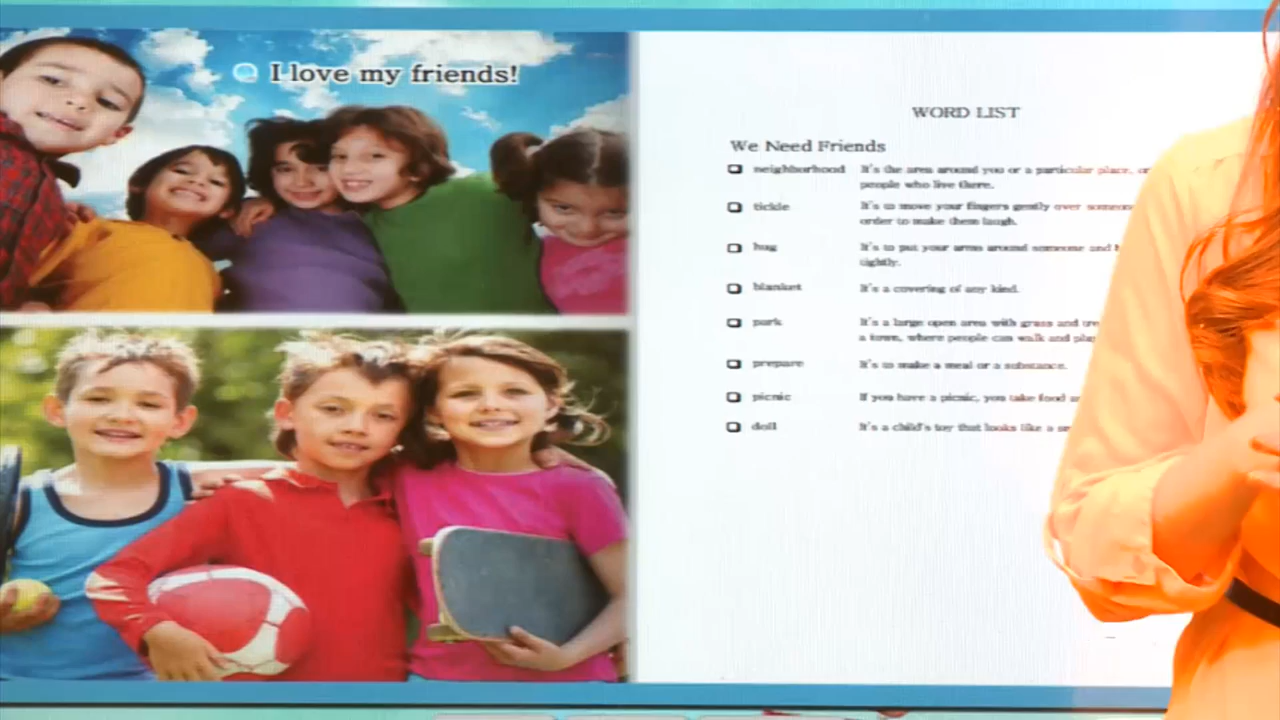 I love my friends!
WORD LIST
We Need Friends
neighborhood It's the area around you or a particular place, or
people who live there.
tickle It's to move your fingers gently over someone
order to make them laugh.
hug It's to put your arms around someone and
tightly.
blanket It's a covering of any kind.
park It's a large open area with grass and
a town, where people can walk and
prepare It's to make a meal or a substance.
picnic If you have a picnic, you take food
doll It's a child's toy that looks like a